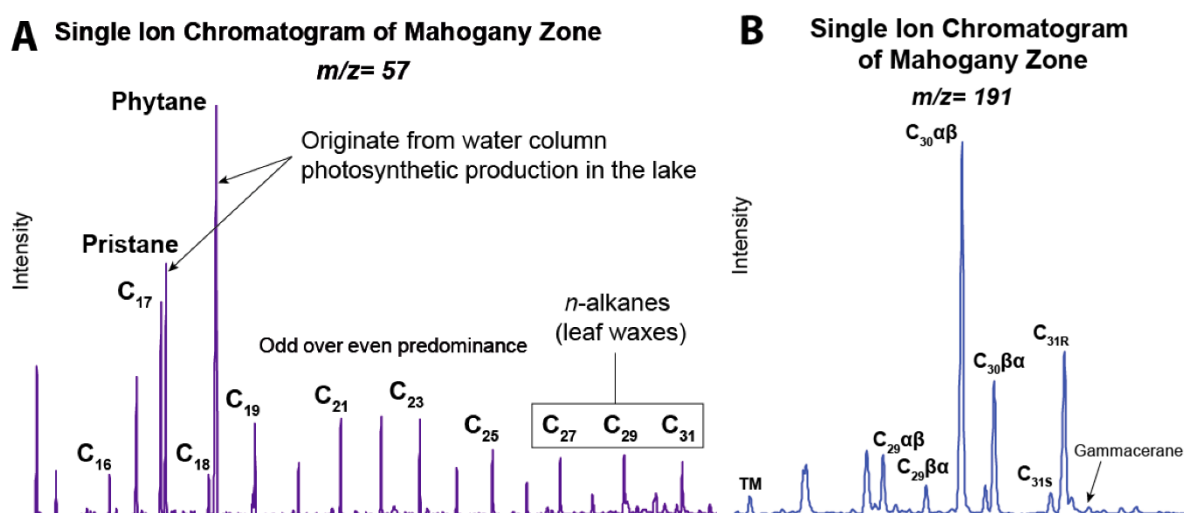 A Single Ion Chromatogram of Mahogany Zone
m/z= 57
Phytane
Originate from water column
photosynthetic production in the lake
Pristane
C₁₇
Intensity
n-alkanes
(leaf waxes)
Odd over even predominance
C₁₆
C₁₈
C₁₉
C₂₁
C₂₃
C₂₅
C₂₇
C₂₉
C₃₁
B Single Ion Chromatogram
of Mahogany Zone
m/z= 191
Intensity
C₃₀αβ
C₃₀βα
C₃₁R
C₂₉αβ
C₂₉βα
C₃₁S
TM
Gammacerane